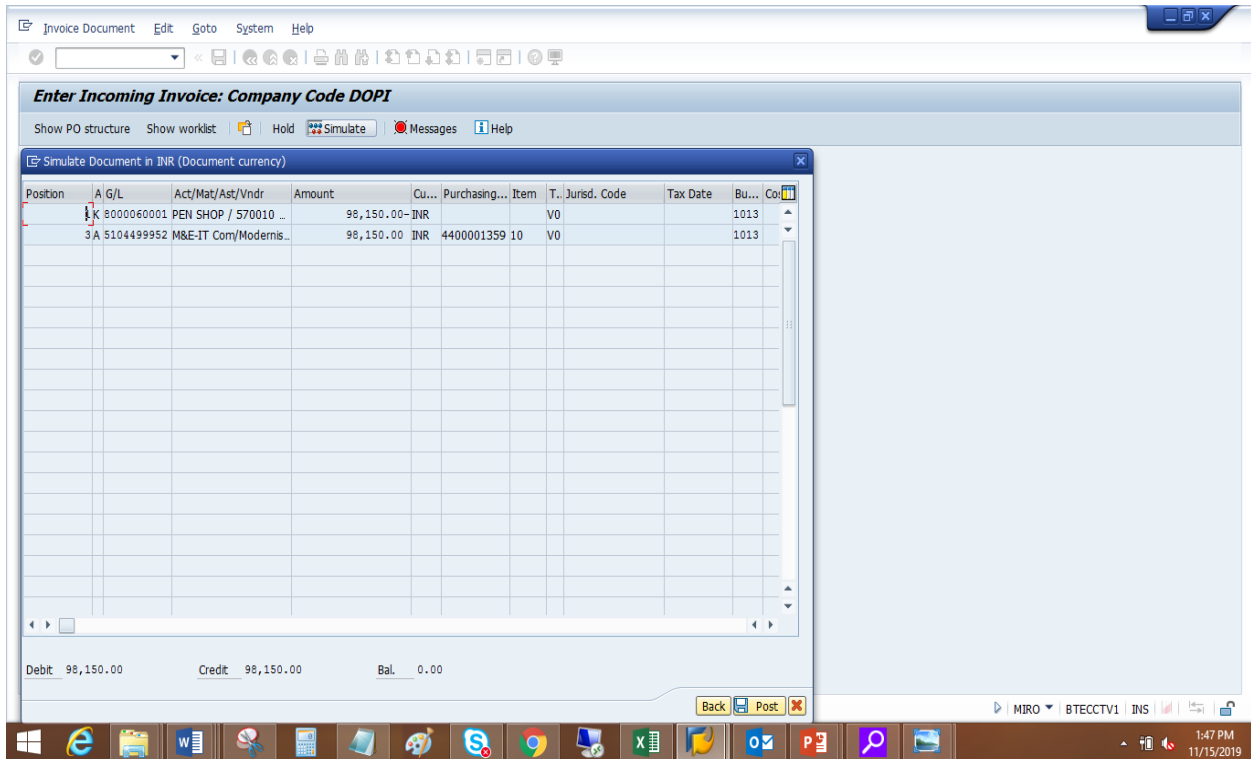 Invoice Document Edit Goto System Help
Enter Incoming Invoice: Company Code DOPI
Show PO structure Show worklist Hold Simulate Messages Help
Simulate Document in INR (Document currency)
Position A G/L Act/Mat/Ast/Vndr Amount Cu... Purchasing... Item T.. Jurisd. Code Tax Date Bu... Co:
1 K 8000060001 PEN SHOP / 570010 ... 98,150.00- INR V0 1013
3 A 5104499952 M&E-IT Com/Modernis... 98,150.00 INR 4400001359 10 V0 1013
Debit 98,150.00 Credit 98,150.00 Bal. 0.00
Back Post
MIRO BTECCTV1 INS
1:47 PM
11/15/2019